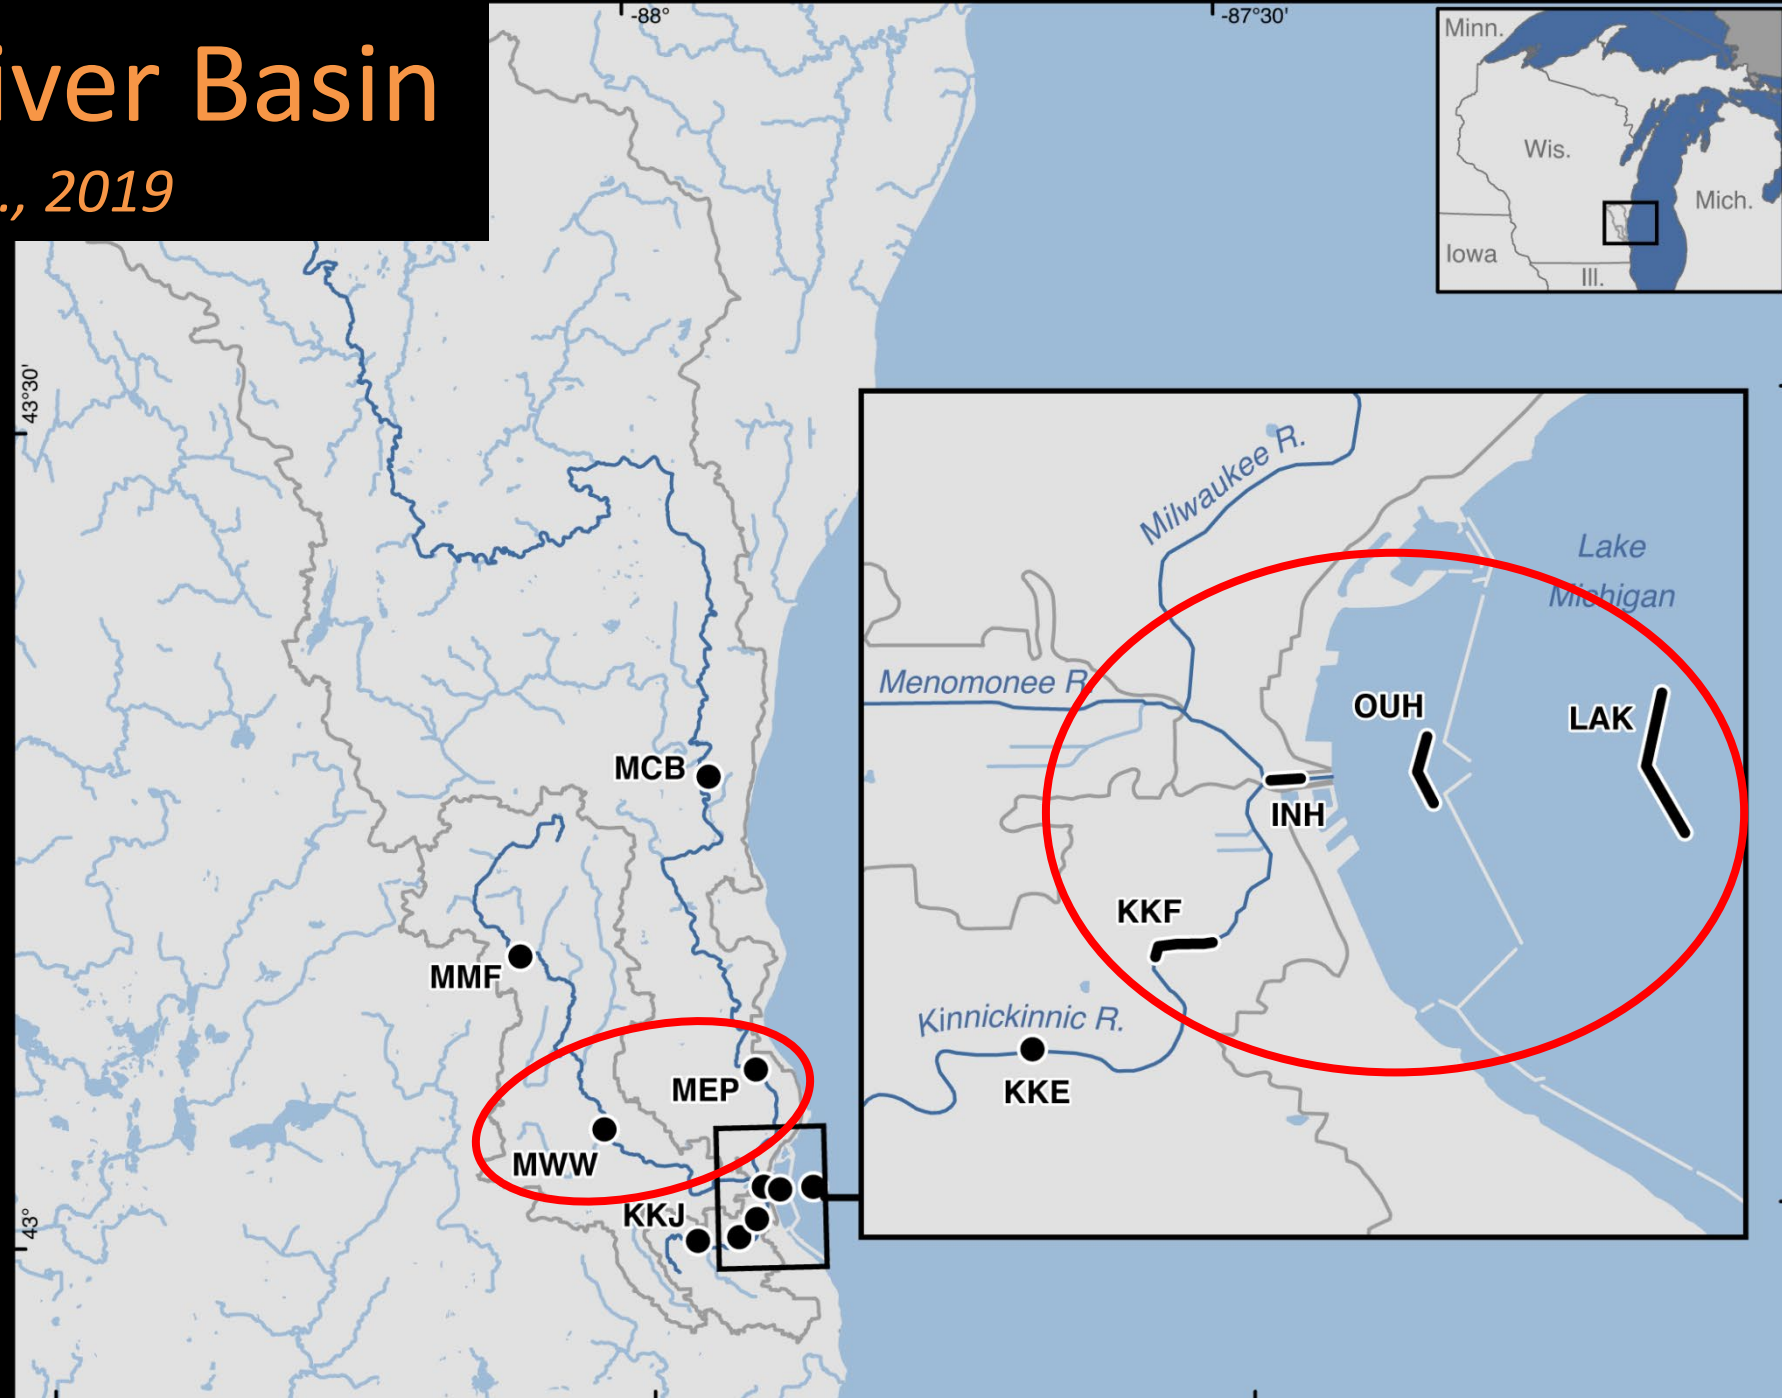 iver Basin
., 2019
-88°
-87°30'
43°30'
43°
Minn.
Wis.
Mich.
Iowa
Ill.
MCB
MMF
MEP
MWW
KKJ
Milwaukee R.
Lake
Michigan
Menomonee R
OUH
LAK
INH
KKF
Kinnickinnic R.
KKE